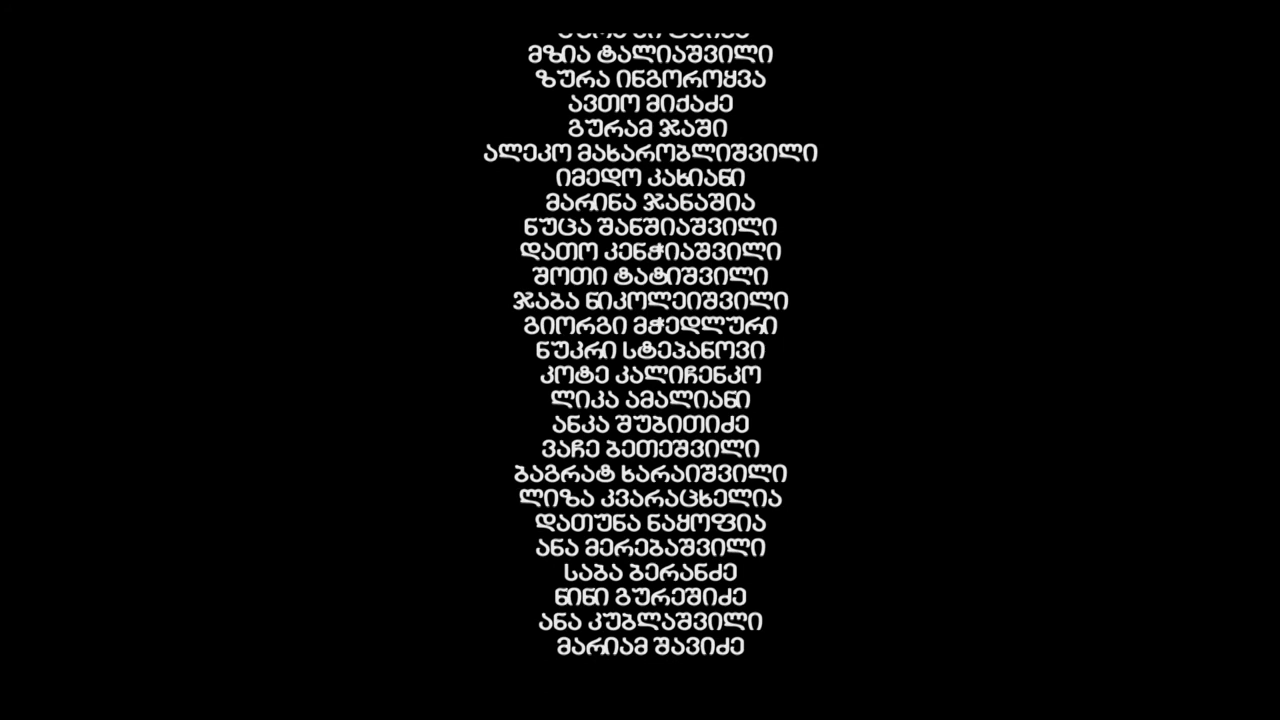 მზია ტალიაშვილი
ზურა ინგოროყვა
ავთო მიქაძე
გურამ ჯაში
ალეკო მახარობლიშვილი
იმედო კახიანი
მარინა ჯანაშია
ნუცა შანშიაშვილი
დათო კენჭიაშვილი
შოთი ტატიშვილი
ჯაბა ნიკოლეიშვილი
გიორგი მჭედლური
ნუკრი სტეპანოვი
კოტე კალიჩენკო
ლიკა ამალიანი
ანკა შუბითიძე
ვაჩე ბეთეშვილი
ბაგრატ ხარაიშვილი
ლიზა კვარაცხელია
დათუნა ნაყოფია
ანა მერებაშვილი
საბა ბერანძე
ნინი გურეშიძე
ანა კუბლაშვილი
მარიამ შავიძე